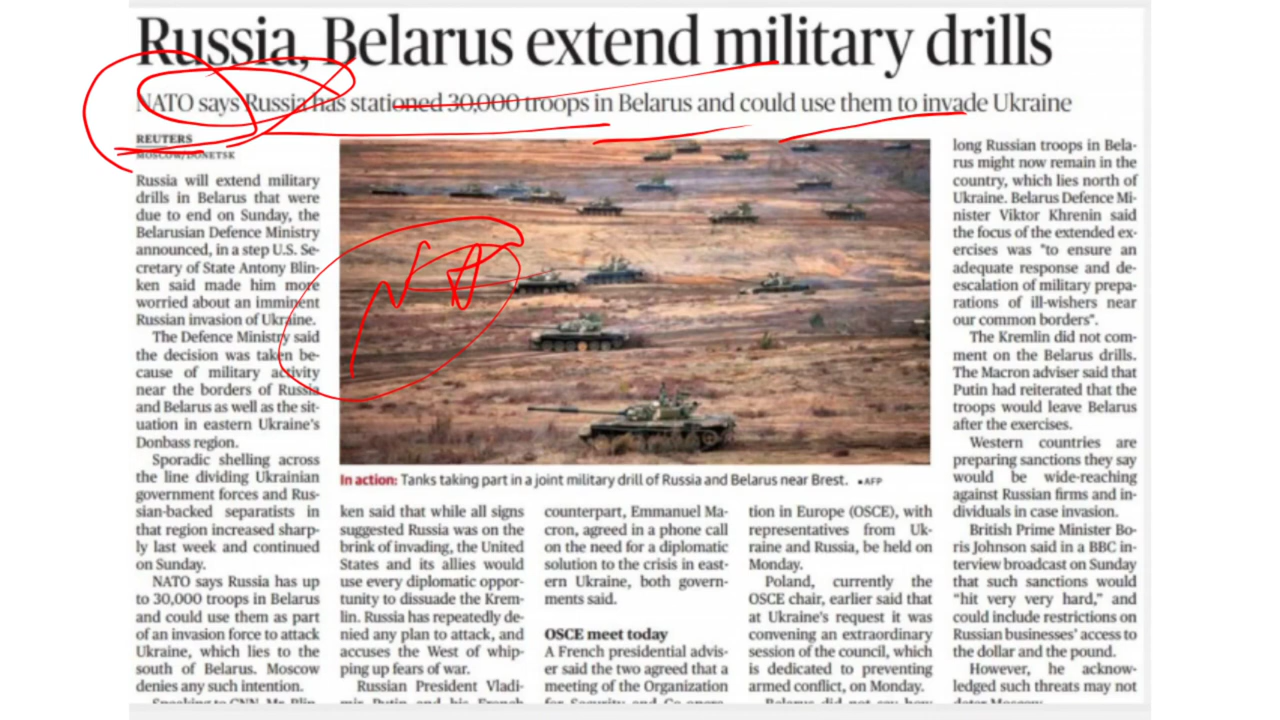 Russia, Belarus extend military drills
NATO says Russia has stationed 30,000 troops in Belarus and could use them to invade Ukraine
REUTERS
MOSCOW/DONETSK
Russia will extend military
drills in Belarus that were
due to end on Sunday, the
Belarusian Defence Ministry
announced, in a step U.S. Se-
cretary of State Antony Blin-
ken said made him more
worried about an imminent
Russian invasion of Ukraine.
The Defence Ministry said
the decision was taken be-
cause of military activity
near the borders of Russia
and Belarus as well as the sit-
uation in eastern Ukraine's
Donbass region.
Sporadic shelling across
the line dividing Ukrainian
government forces and Rus-
sian-backed separatists in
that region increased sharp-
ly last week and continued
on Sunday.
NATO says Russia has up
to 30,000 troops in Belarus
and could use them as part
of an invasion force to attack
Ukraine, which lies to the
south of Belarus. Moscow
denies any such intention.
Speaking to CNN, Mr. Blin-
In action: Tanks taking part in a joint military drill of Russia and Belarus near Brest. •AFP
ken said that while all signs
suggested Russia was on the
brink of invading, the United
States and its allies would
use every diplomatic oppor-
tunity to dissuade the Krem-
lin. Russia has repeatedly de-
nied any plan to attack, and
accuses the West of whip-
ping up fears of war.
Russian President Vladi-
mir Putin and his French
counterpart, Emmanuel Ma-
cron, agreed in a phone call
on the need for a diplomatic
solution to the crisis in east-
ern Ukraine, both govern-
ments said.
OSCE meet today
A French presidential advis-
er said the two agreed that a
meeting of the Organization
for Security and Co-opera-
tion in Europe (OSCE), with
representatives from Uk-
raine and Russia, be held on
Monday.
Poland, currently the
OSCE chair, earlier said that
at Ukraine's request it was
convening an extraordinary
session of the council, which
is dedicated to preventing
armed conflict, on Monday.
Belarus did not say how
long Russian troops in Bela-
rus might now remain in the
country, which lies north of
Ukraine. Belarus Defence Mi-
nister Viktor Khrenin said
the focus of the extended ex-
ercises was "to ensure an
adequate response and de-
escalation of military prepa-
rations of ill-wishers near
our common borders".
The Kremlin did not com-
ment on the Belarus drills.
The Macron adviser said that
Putin had reiterated that the
troops would leave Belarus
after the exercises.
Western countries are
preparing sanctions they say
would be wide-reaching
against Russian firms and in-
dividuals in case invasion.
British Prime Minister Bo-
ris Johnson said in a BBC in-
terview broadcast on Sunday
that such sanctions would
"hit very very hard," and
could include restrictions on
Russian businesses' access to
the dollar and the pound.
However, he acknow-
ledged such threats may not
deter Moscow.